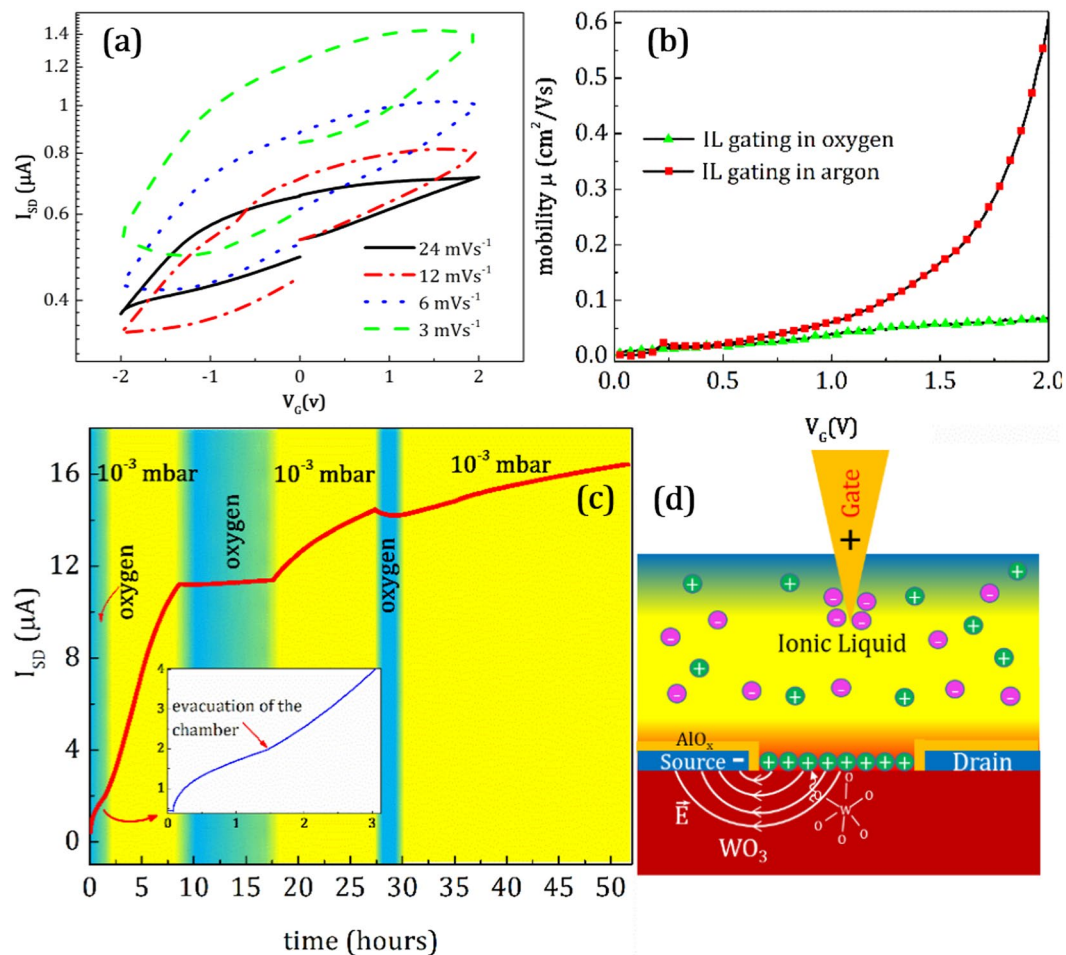 (a)
I_SD (μA)
1.4
1.2
1
0.8
0.6
0.4
-2 -1 0 1 2
V_G(v)
24 mVs⁻¹
12 mVs⁻¹
6 mVs⁻¹
3 mVs⁻¹
(b)
mobility μ (cm²/Vs)
0.6
0.5
0.4
0.3
0.2
0.1
0.0
IL gating in oxygen
IL gating in argon
0.0 0.5 1.0 1.5 2.0
V_G(V)
(c)
I_SD (μA)
16
12
8
4
0
10⁻³ mbar
10⁻³ mbar
10⁻³ mbar
oxygen
oxygen
oxygen
4
3
2
1
0 1 2 3
evacuation of the
chamber
0 5 10 15 20 25 30 35 40 45 50
time (hours)
(d)
Gate
+
Ionic Liquid
AlOₓ
Source -
Drain
E⃗
WO₃
W
O
O
O
O
O
O